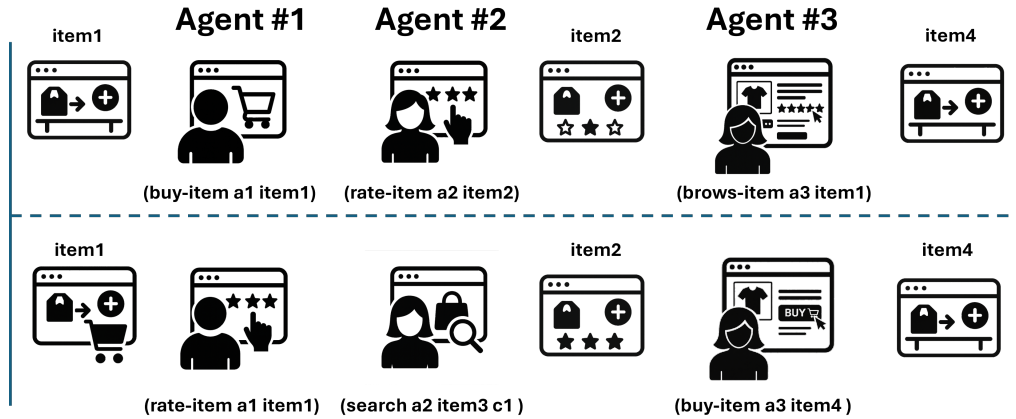 Agent #1 Agent #2 Agent #3
item1 item2 item4
(buy-item a1 item1) (rate-item a2 item2) (brows-item a3 item1)
item1 item2 item4
BUY
(rate-item a1 item1) (search a2 item3 c1 ) (buy-item a3 item4 )